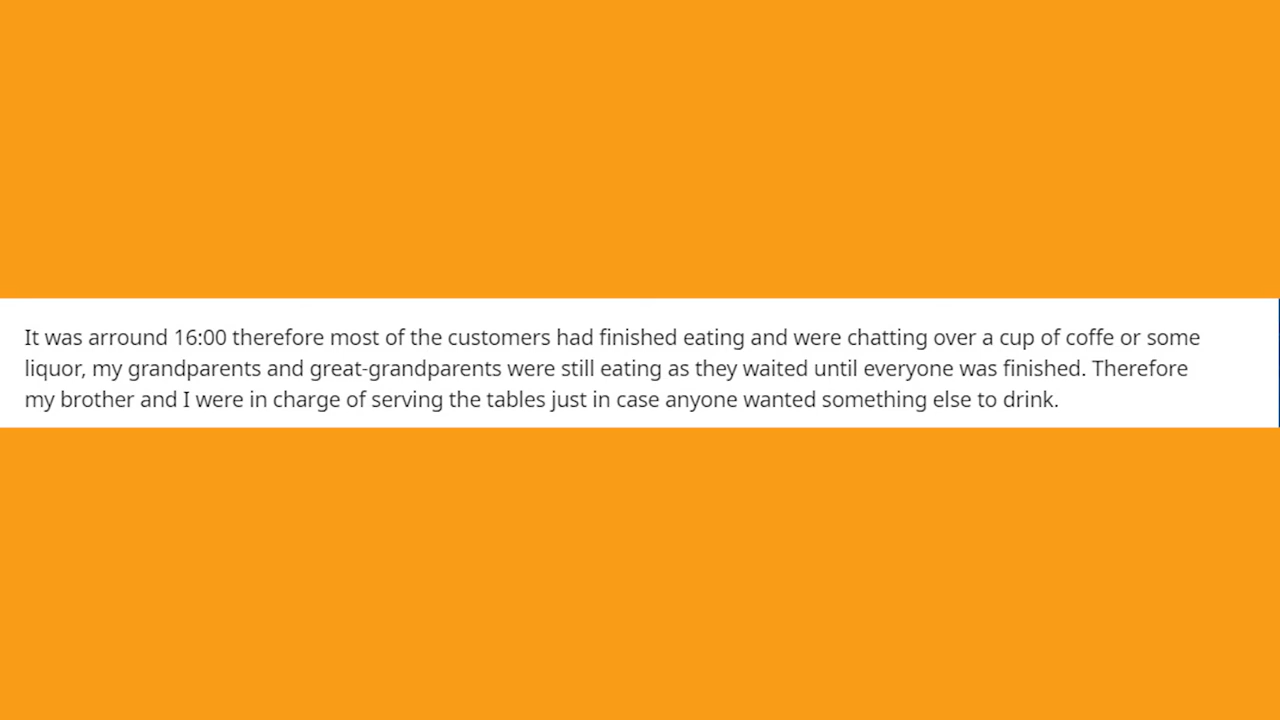 It was arround 16:00 therefore most of the customers had finished eating and were chatting over a cup of coffe or some
liquor, my grandparents and great-grandparents were still eating as they waited until everyone was finished. Therefore
my brother and I were in charge of serving the tables just in case anyone wanted something else to drink.